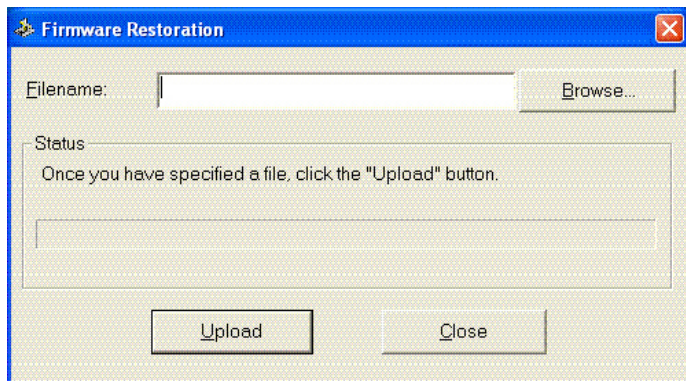 Firmware Restoration
Filename:
Browse...
Status
Once you have specified a file, click the "Upload" button.
Upload
Close